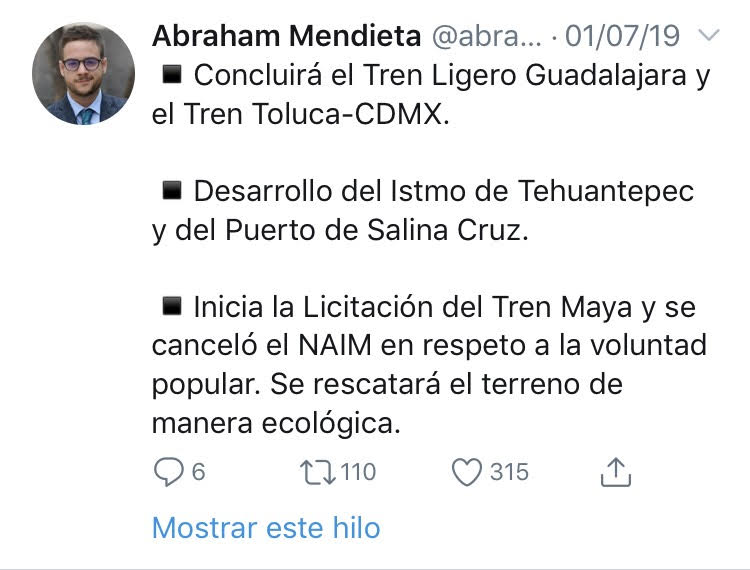 Abraham Mendieta @abra... · 01/07/19
▪️ Concluirá el Tren Ligero Guadalajara y
el Tren Toluca-CDMX.
▪️ Desarrollo del Istmo de Tehuantepec
y del Puerto de Salina Cruz.
▪️ Inicia la Licitación del Tren Maya y se
canceló el NAIM en respeto a la voluntad
popular. Se rescatará el terreno de
manera ecológica.
6 110 315
Mostrar este hilo